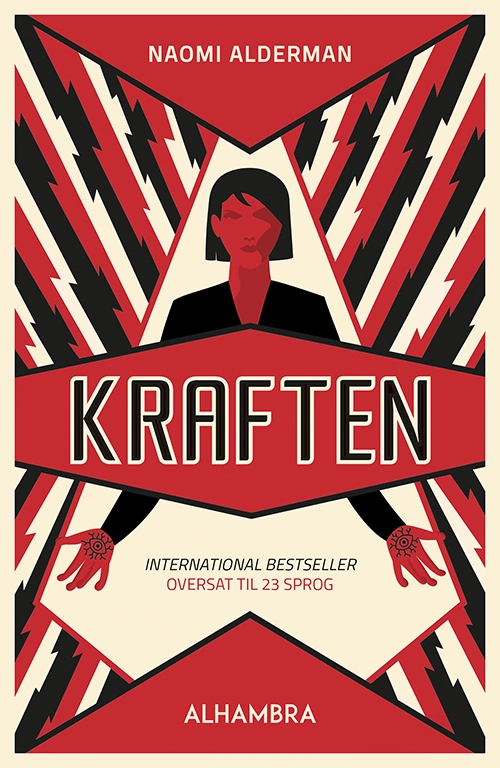 NAOMI ALDERMAN
KRAFTEN
INTERNATIONAL BESTSELLER
OVERSAT TIL 23 SPROG
ALHAMBRA